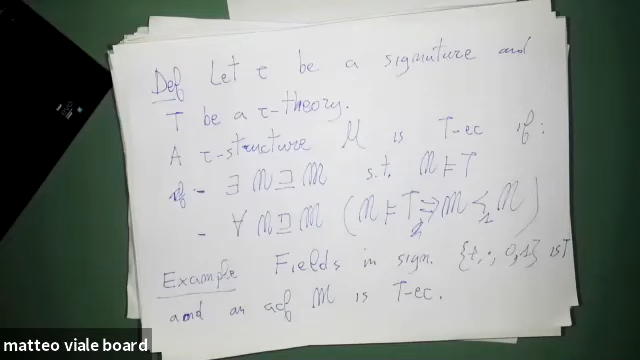 Def Let τ be a signature and
T be a τ-theory.
A τ-structure M is T-ec if:
- ∃ N ⊒ M s.t. N ⊨ T
- ∀ N ⊒ M (N ⊨ T ⇒ M ≺₁ N)
Example Fields in sign. {+, ·, 0, 1} is T
and an acf M is T-ec.
matteo viale board